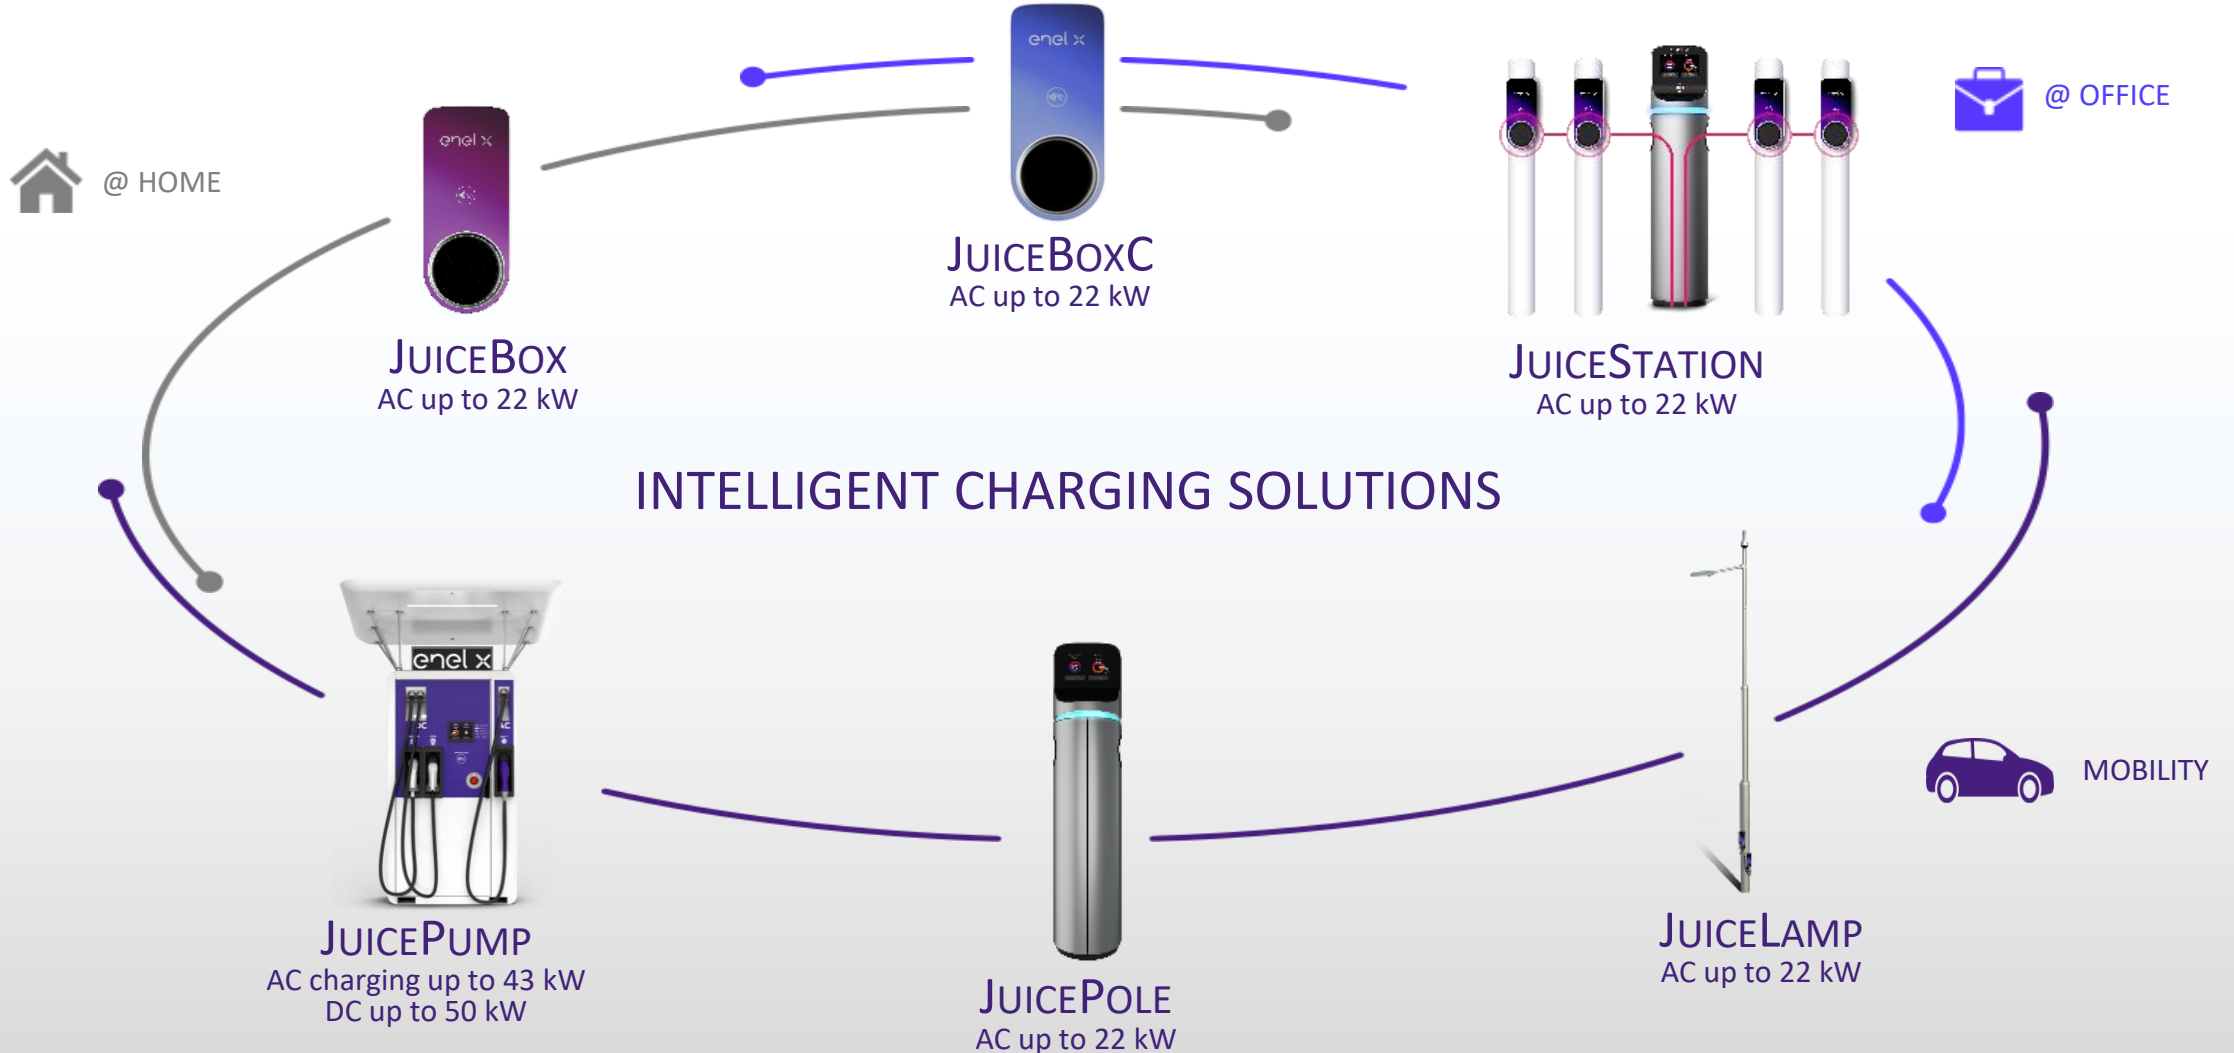 enel x
@ OFFICE
enel x
@ HOME
JUICEBOXC
AC up to 22 kW
JUICEBOX
AC up to 22 kW
JUICESTATION
AC up to 22 kW
INTELLIGENT CHARGING SOLUTIONS
enel x
AC
MOBILITY
JUICEPUMP
AC charging up to 43 kW
DC up to 50 kW
JUICEPOLE
AC up to 22 kW
JUICELAMP
AC up to 22 kW